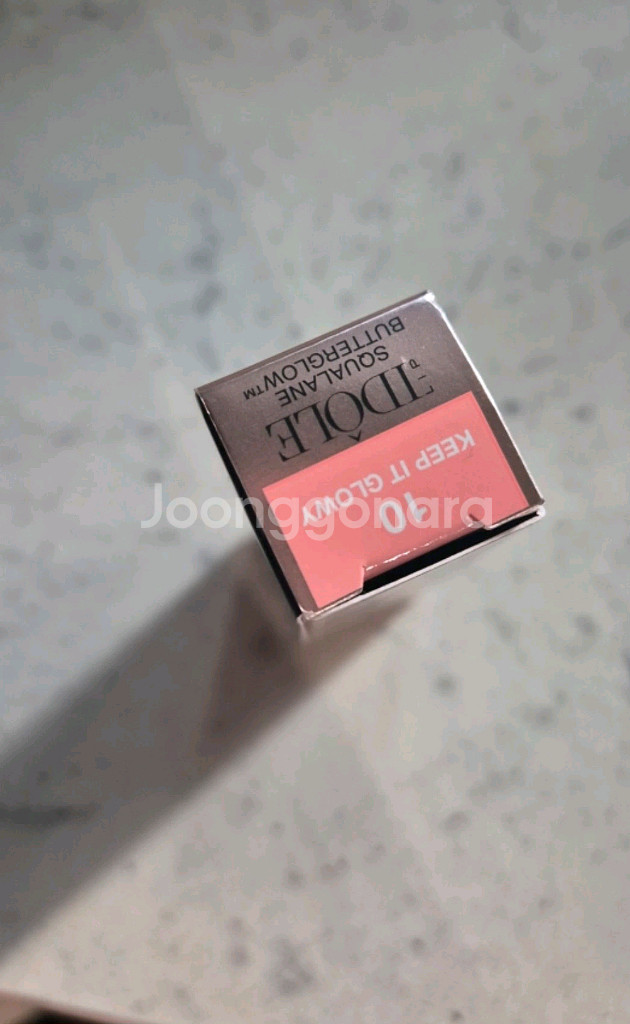 10
KEEP IT GLOWY
IDÔLE
SQUALANE
BUTTERGLOW™
Joonggonara